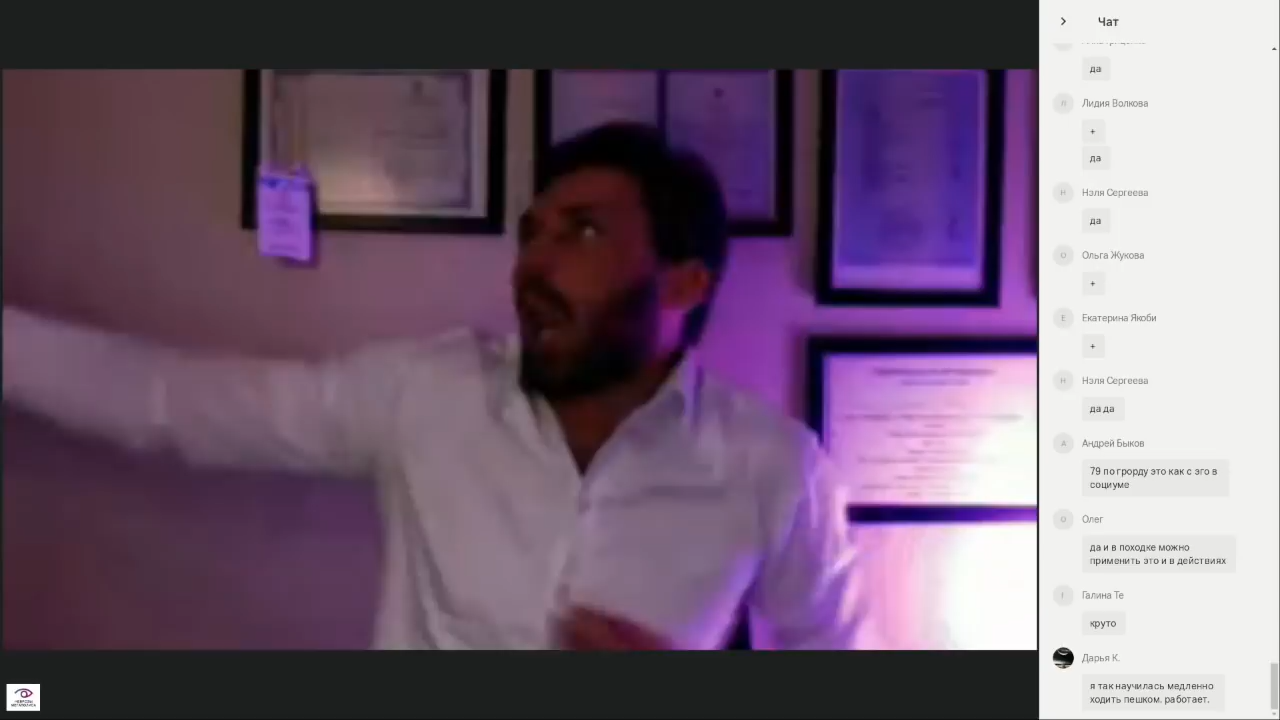 Чат
да
Лидия Волкова
+
да
Нэля Сергеева
да
Ольга Жукова
+
Екатерина Якоби
+
Нэля Сергеева
да да
Андрей Быков
79 по грорду это как с эго в
социуме
Олег
да и в походке можно
применить это и в действиях
Галина Те
круто
Дарья К.
я так научилась медленно
ходить пешком. работает.